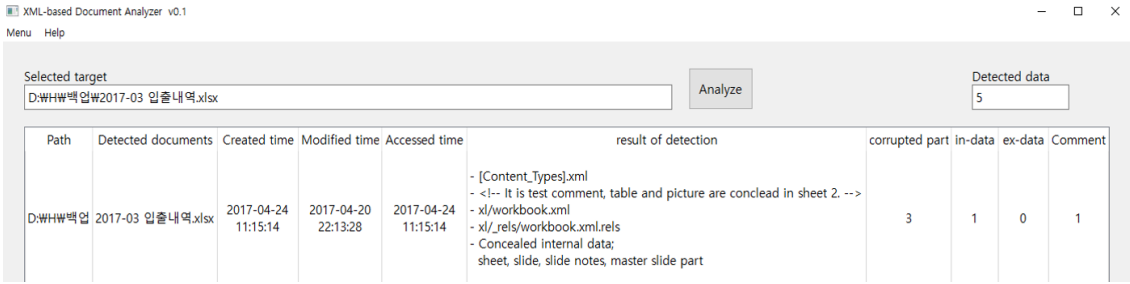 XML-based Document Analyzer v0.1
Menu Help
Selected target
Detected data
D:₩H₩백업₩2017-03 입출내역.xlsx
Analyze
5
Path Detected documents Created time Modified time Accessed time result of detection corrupted part in-data ex-data Comment
- [Content_Types].xml
- <!-- It is test comment, table and picture are conclead in sheet 2. -->
D:₩H₩백업 2017-03 입출내역.xlsx 2017-04-24 11:15:14 2017-04-20 22:13:28 2017-04-24 11:15:14 - xl/workbook.xml 3 1 0 1
- xl/_rels/workbook.xml.rels
- Concealed internal data;
sheet, slide, slide notes, master slide part